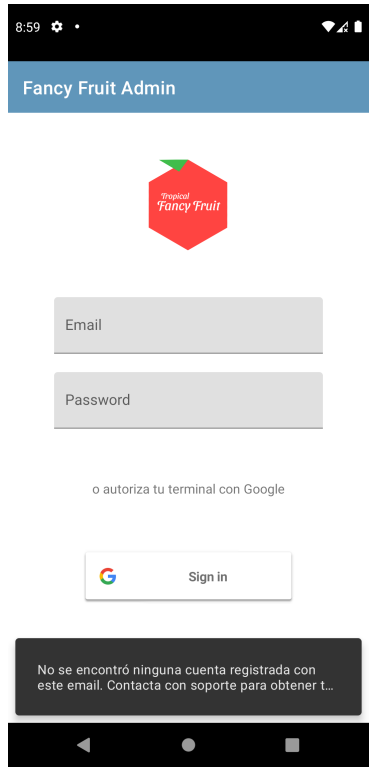 8:59
Fancy Fruit Admin
Tropical
Fancy Fruit
Email
Password
o autoriza tu terminal con Google
Sign in
No se encontró ninguna cuenta registrada con
este email. Contacta con soporte para obtener t…